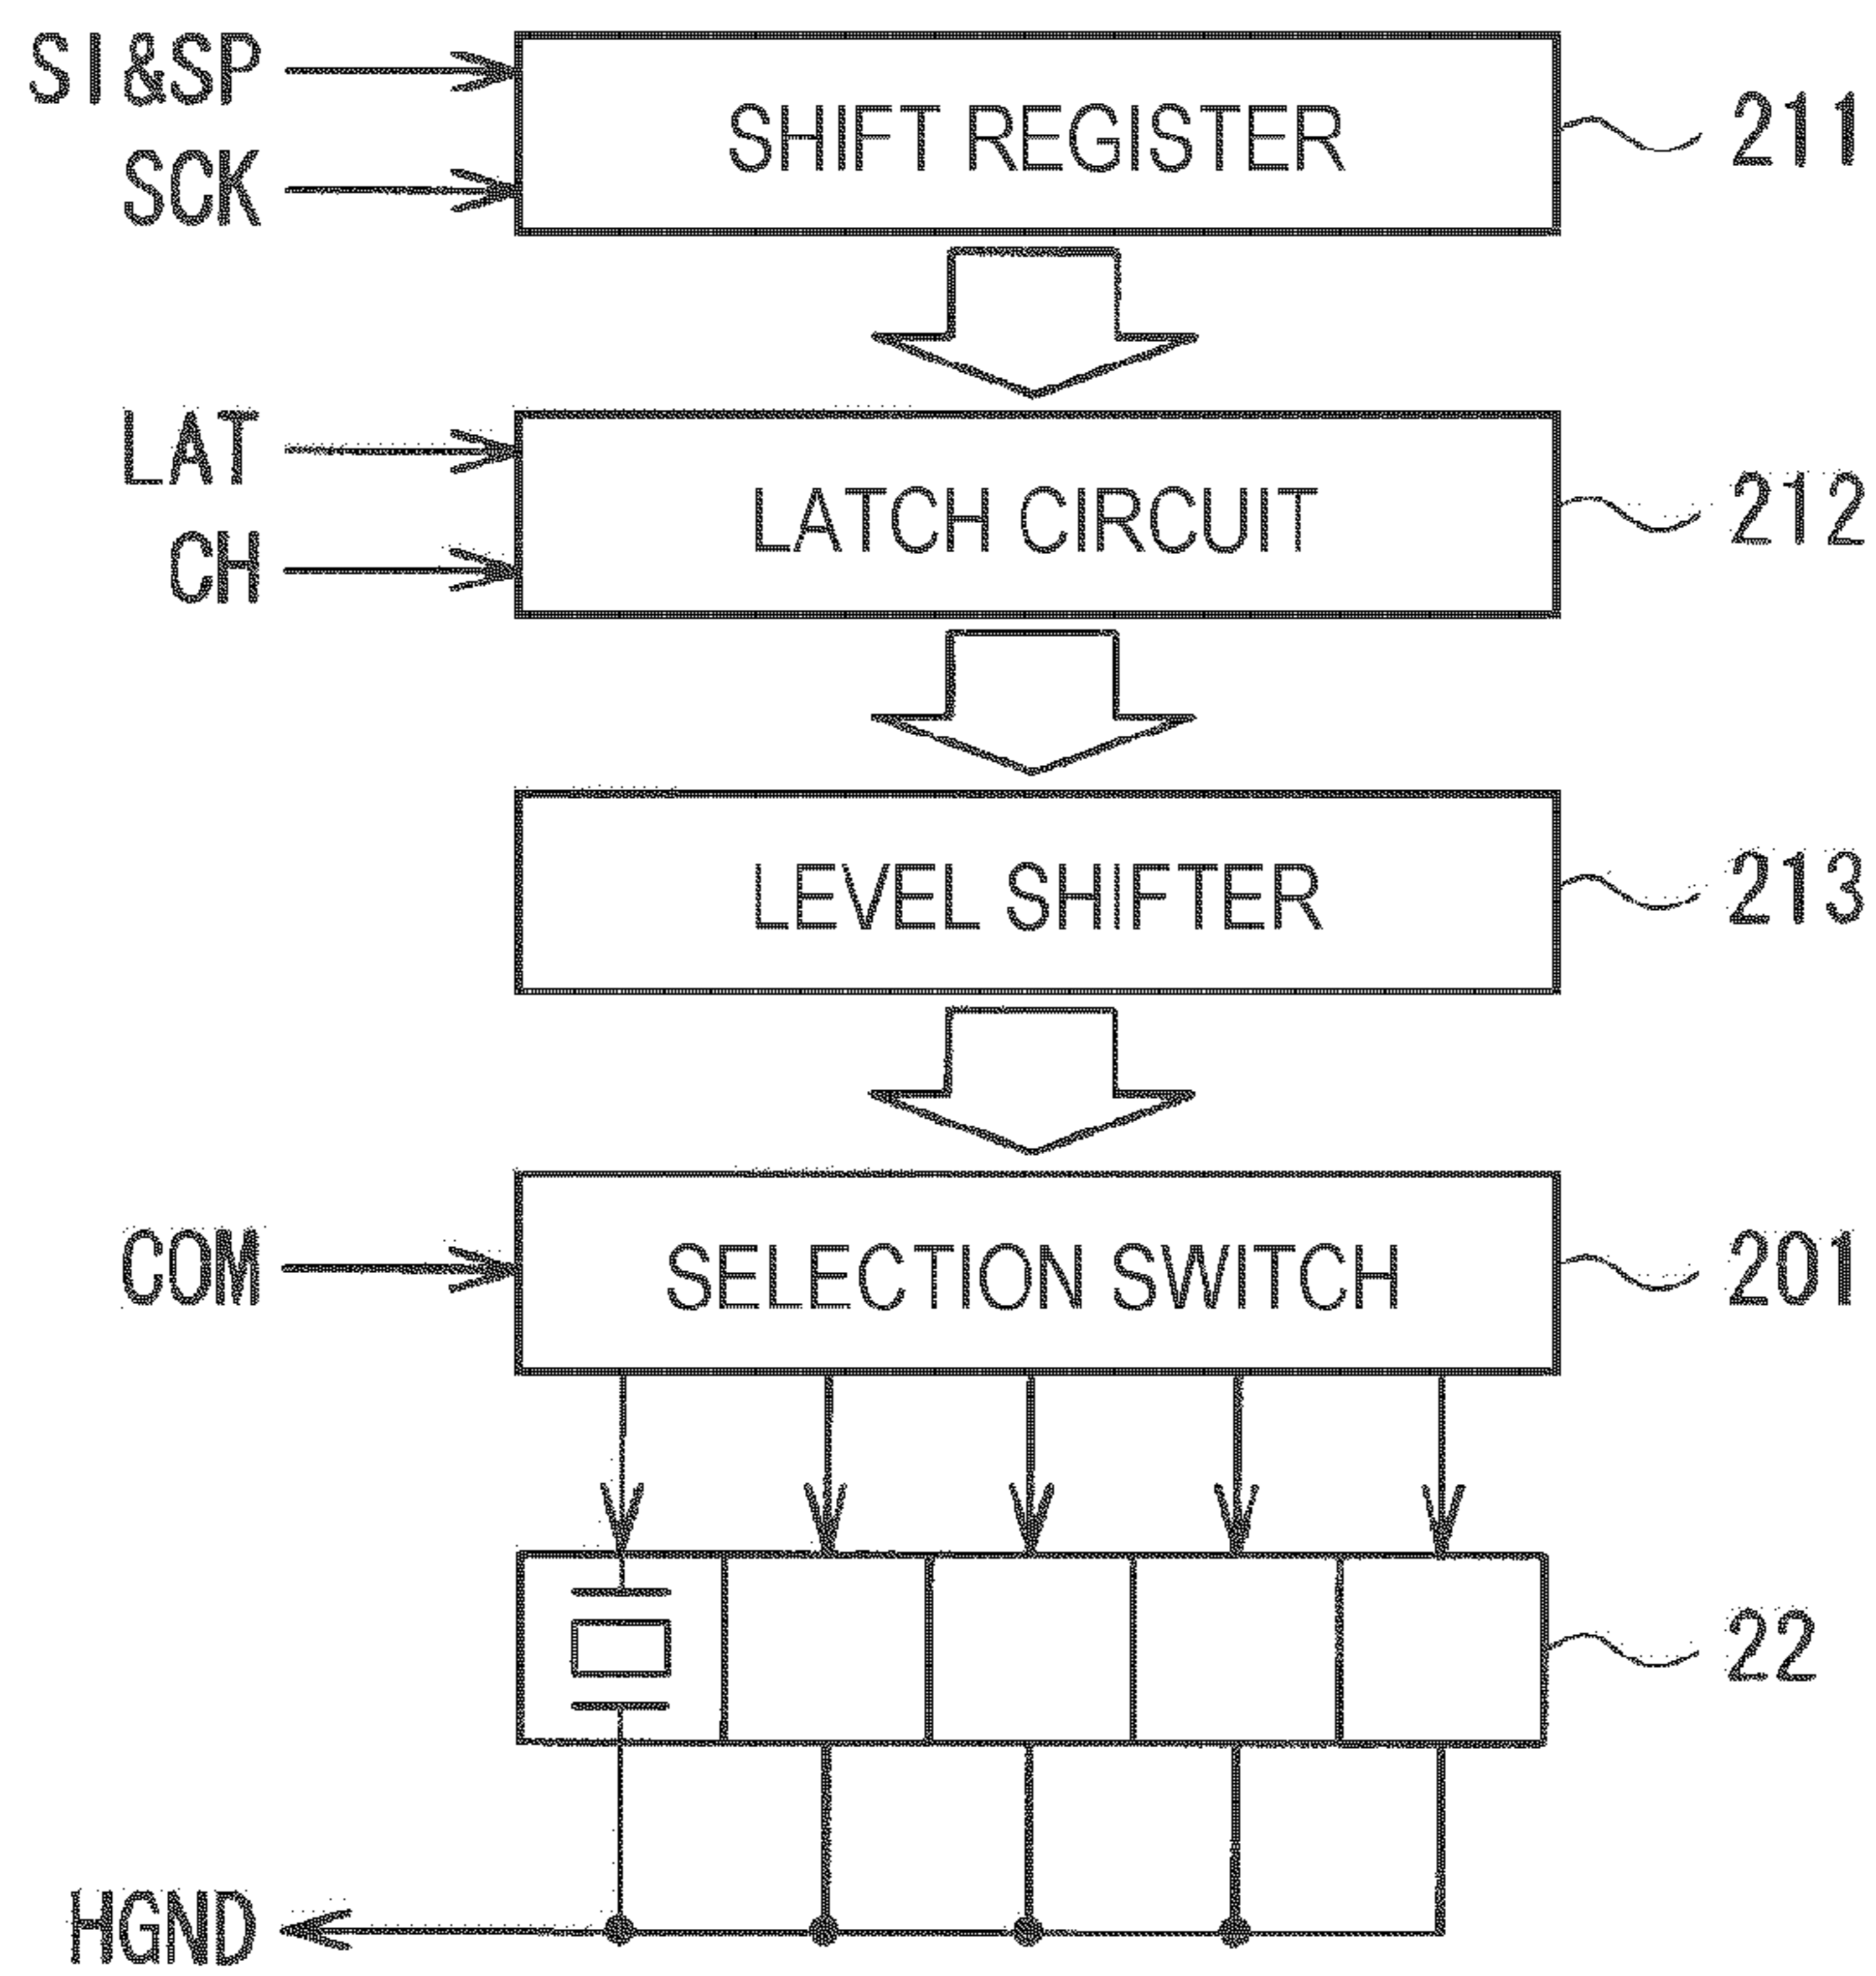 SI&SP
SHIFT REGISTER
211
SCK
LAT
LATCH CIRCUIT
212
CH
LEVEL SHIFTER
213
COM
SELECTION SWITCH
201
22
HGND